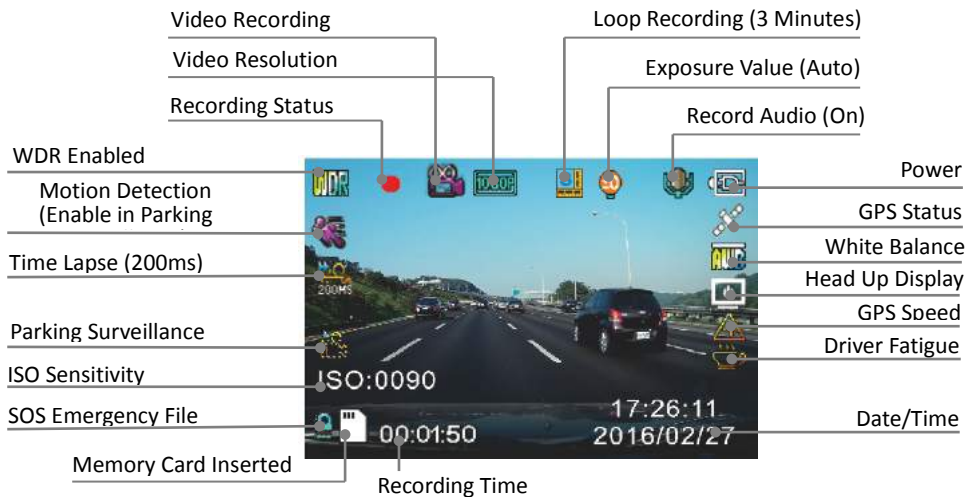 Video Recording
Video Resolution
Recording Status
WDR Enabled
Motion Detection
(Enable in Parking
Time Lapse (200ms)
Parking Surveillance
ISO Sensitivity
SOS Emergency File
Memory Card Inserted
Recording Time
Loop Recording (3 Minutes)
Exposure Value (Auto)
Record Audio (On)
Power
GPS Status
White Balance
Head Up Display
GPS Speed
Driver Fatigue
Date/Time
WDR
1080P
AWB
200MS
ISO:0090
00:01:50
17:26:11
2016/02/27